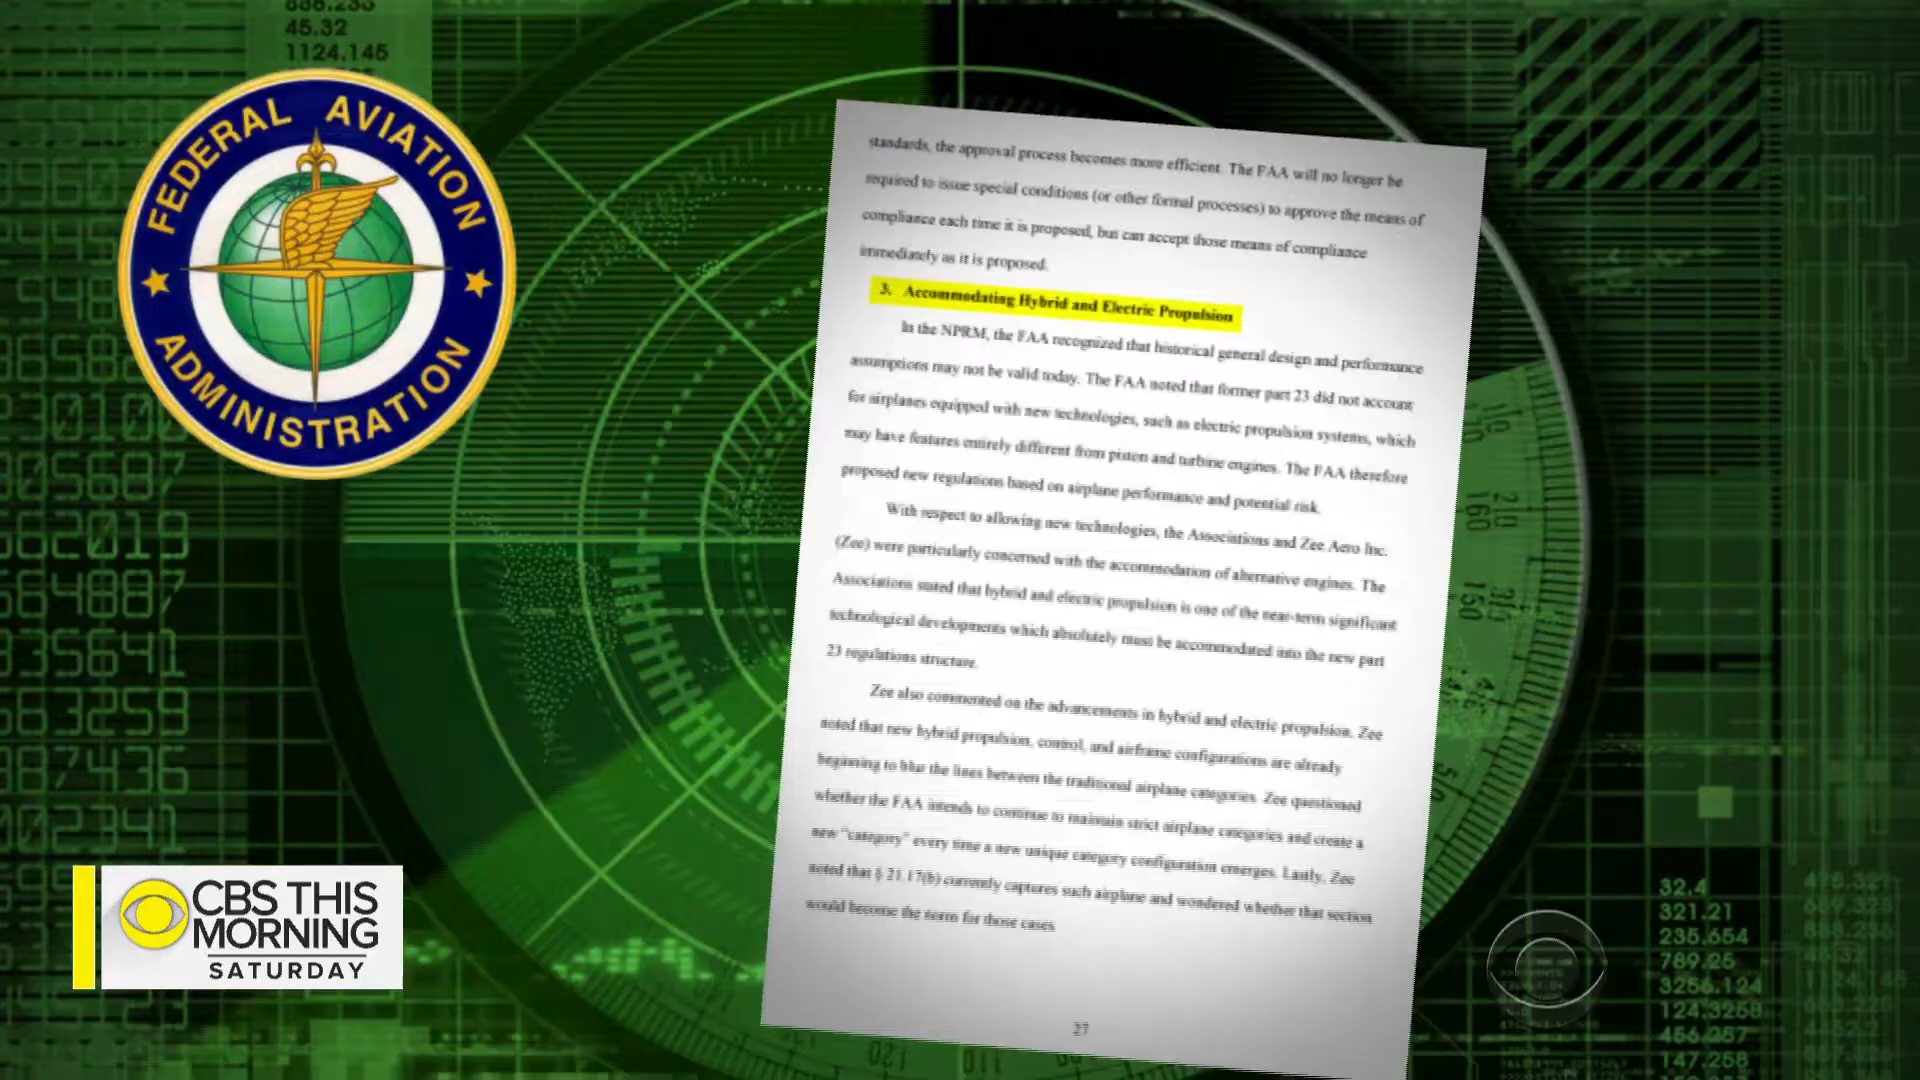 888.235
45.32
1124.145
FEDERAL AVIATION
ADMINISTRATION
standards, the approval process becomes more efficient. The FAA will no longer be
required to issue special conditions (or other formal processes) to approve the means of
compliance each time it is proposed, but can accept those means of compliance
immediately as it is proposed.
3. Accommodating Hybrid and Electric Propulsion
In the NPRM, the FAA recognized that historical general design and performance
assumptions may not be valid today. The FAA noted that former part 23 did not account
for airplanes equipped with new technologies, such as electric propulsion systems, which
may have features entirely different from piston and turbine engines. The FAA therefore
proposed new regulations based on airplane performance and potential risk.
With respect to allowing new technologies, the Associations and Zee Aero Inc.
(Zee) were particularly concerned with the accommodation of alternative engines. The
Associations stated that hybrid and electric propulsion is one of the near-term significant
technological developments which absolutely must be accommodated into the new part
23 regulations structure.
Zee also commented on the advancements in hybrid and electric propulsion. Zee
noted that new hybrid propulsion, control, and airframe configurations are already
beginning to blur the lines between the traditional airplane categories. Zee questioned
whether the FAA intends to continue to maintain strict airplane categories and create a
new "category" every time a new unique category configuration emerges. Lastly, Zee
noted that § 21.17(b) currently captures such airplane and wondered whether that section
would become the norm for those cases.
27
210
160
150
120
110
CBS THIS
MORNING
SATURDAY
32.4
321.21
235.654
789.25
3256.124
124.3258
456.257
147.258